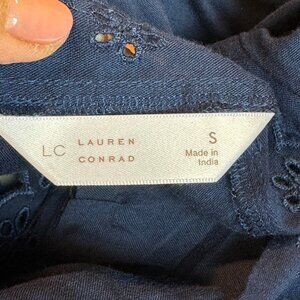 LC
LAUREN
CONRAD
S
Made in
India